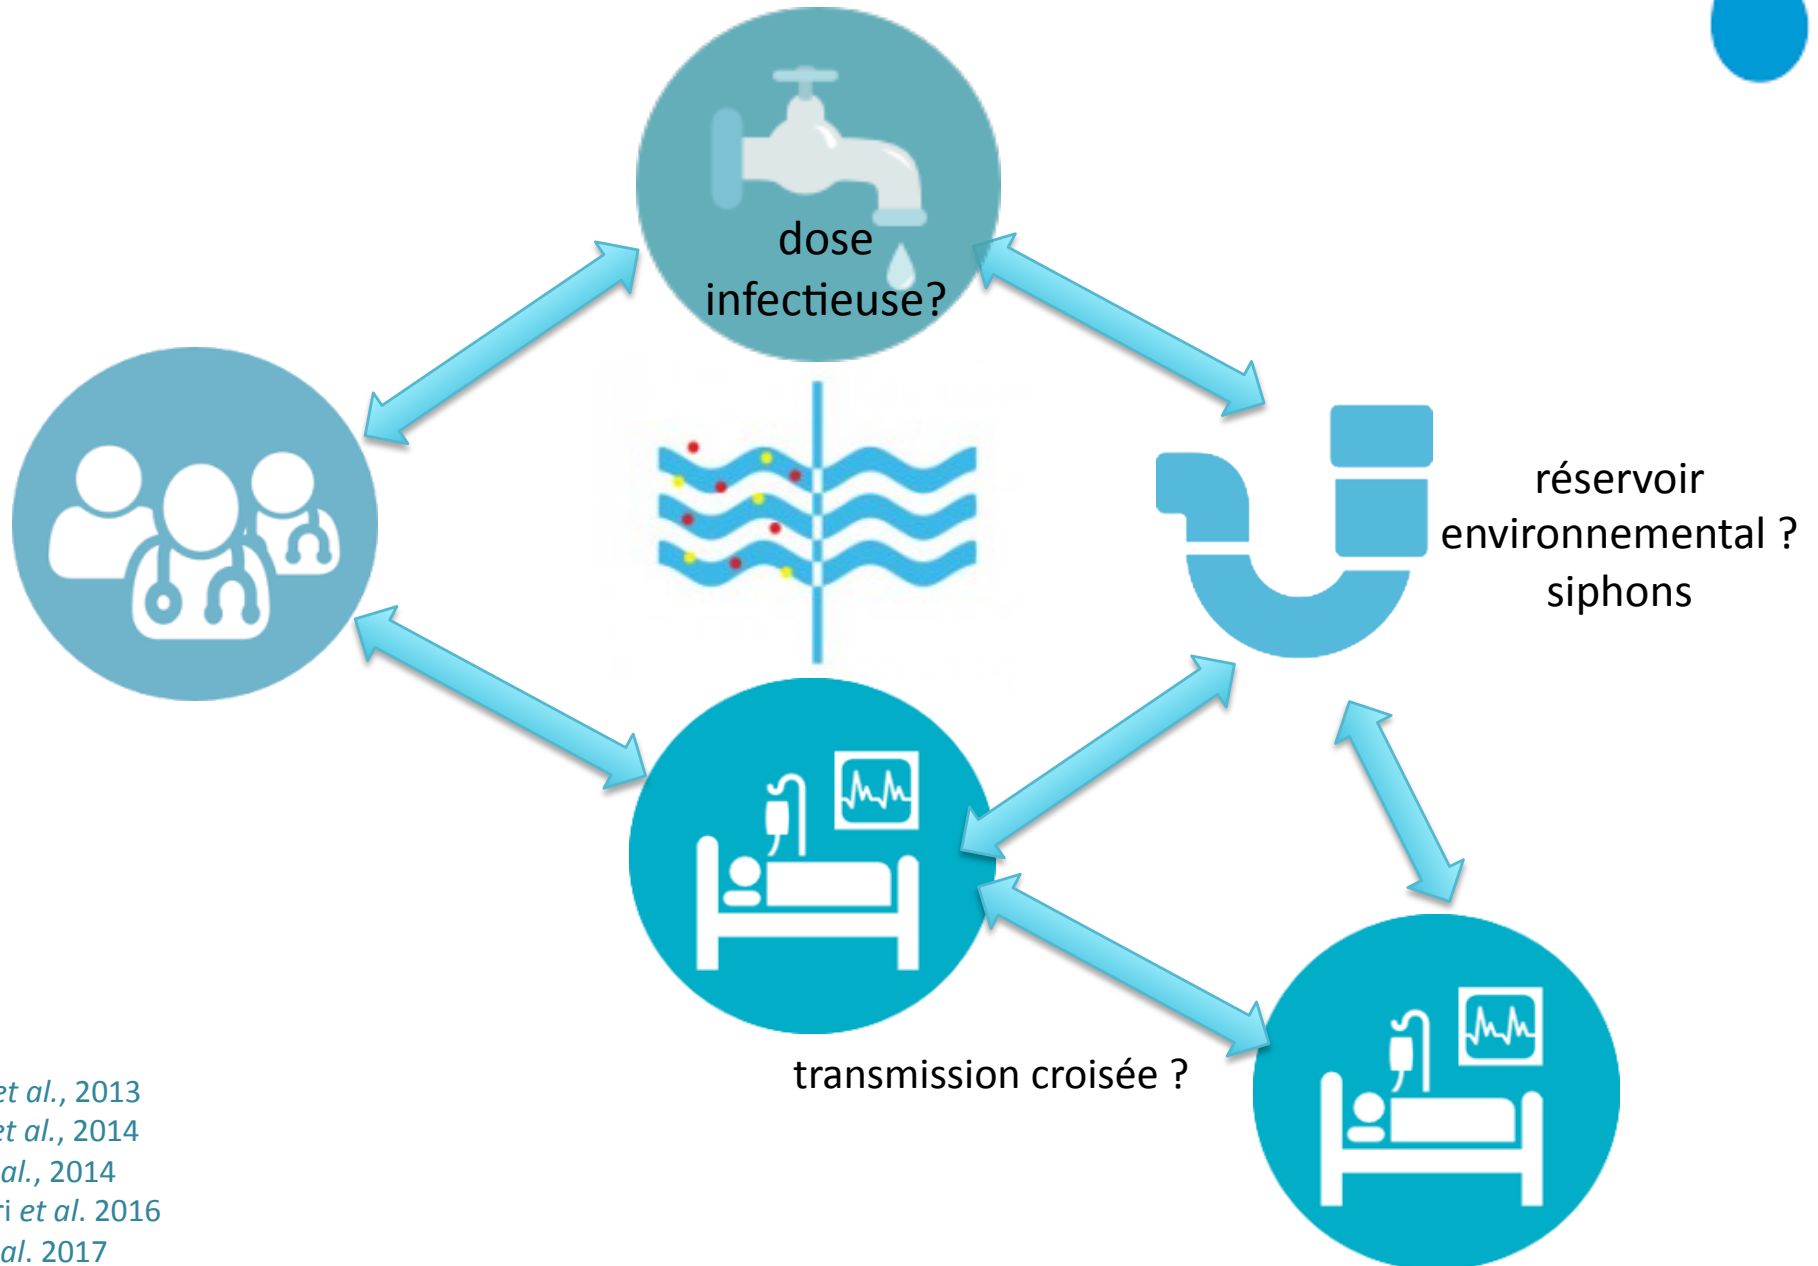 dose
infectieuse?
réservoir
environnemental ?
siphons
transmission croisée ?
et al., 2013
et al., 2014
al., 2014
ri et al. 2016
al. 2017